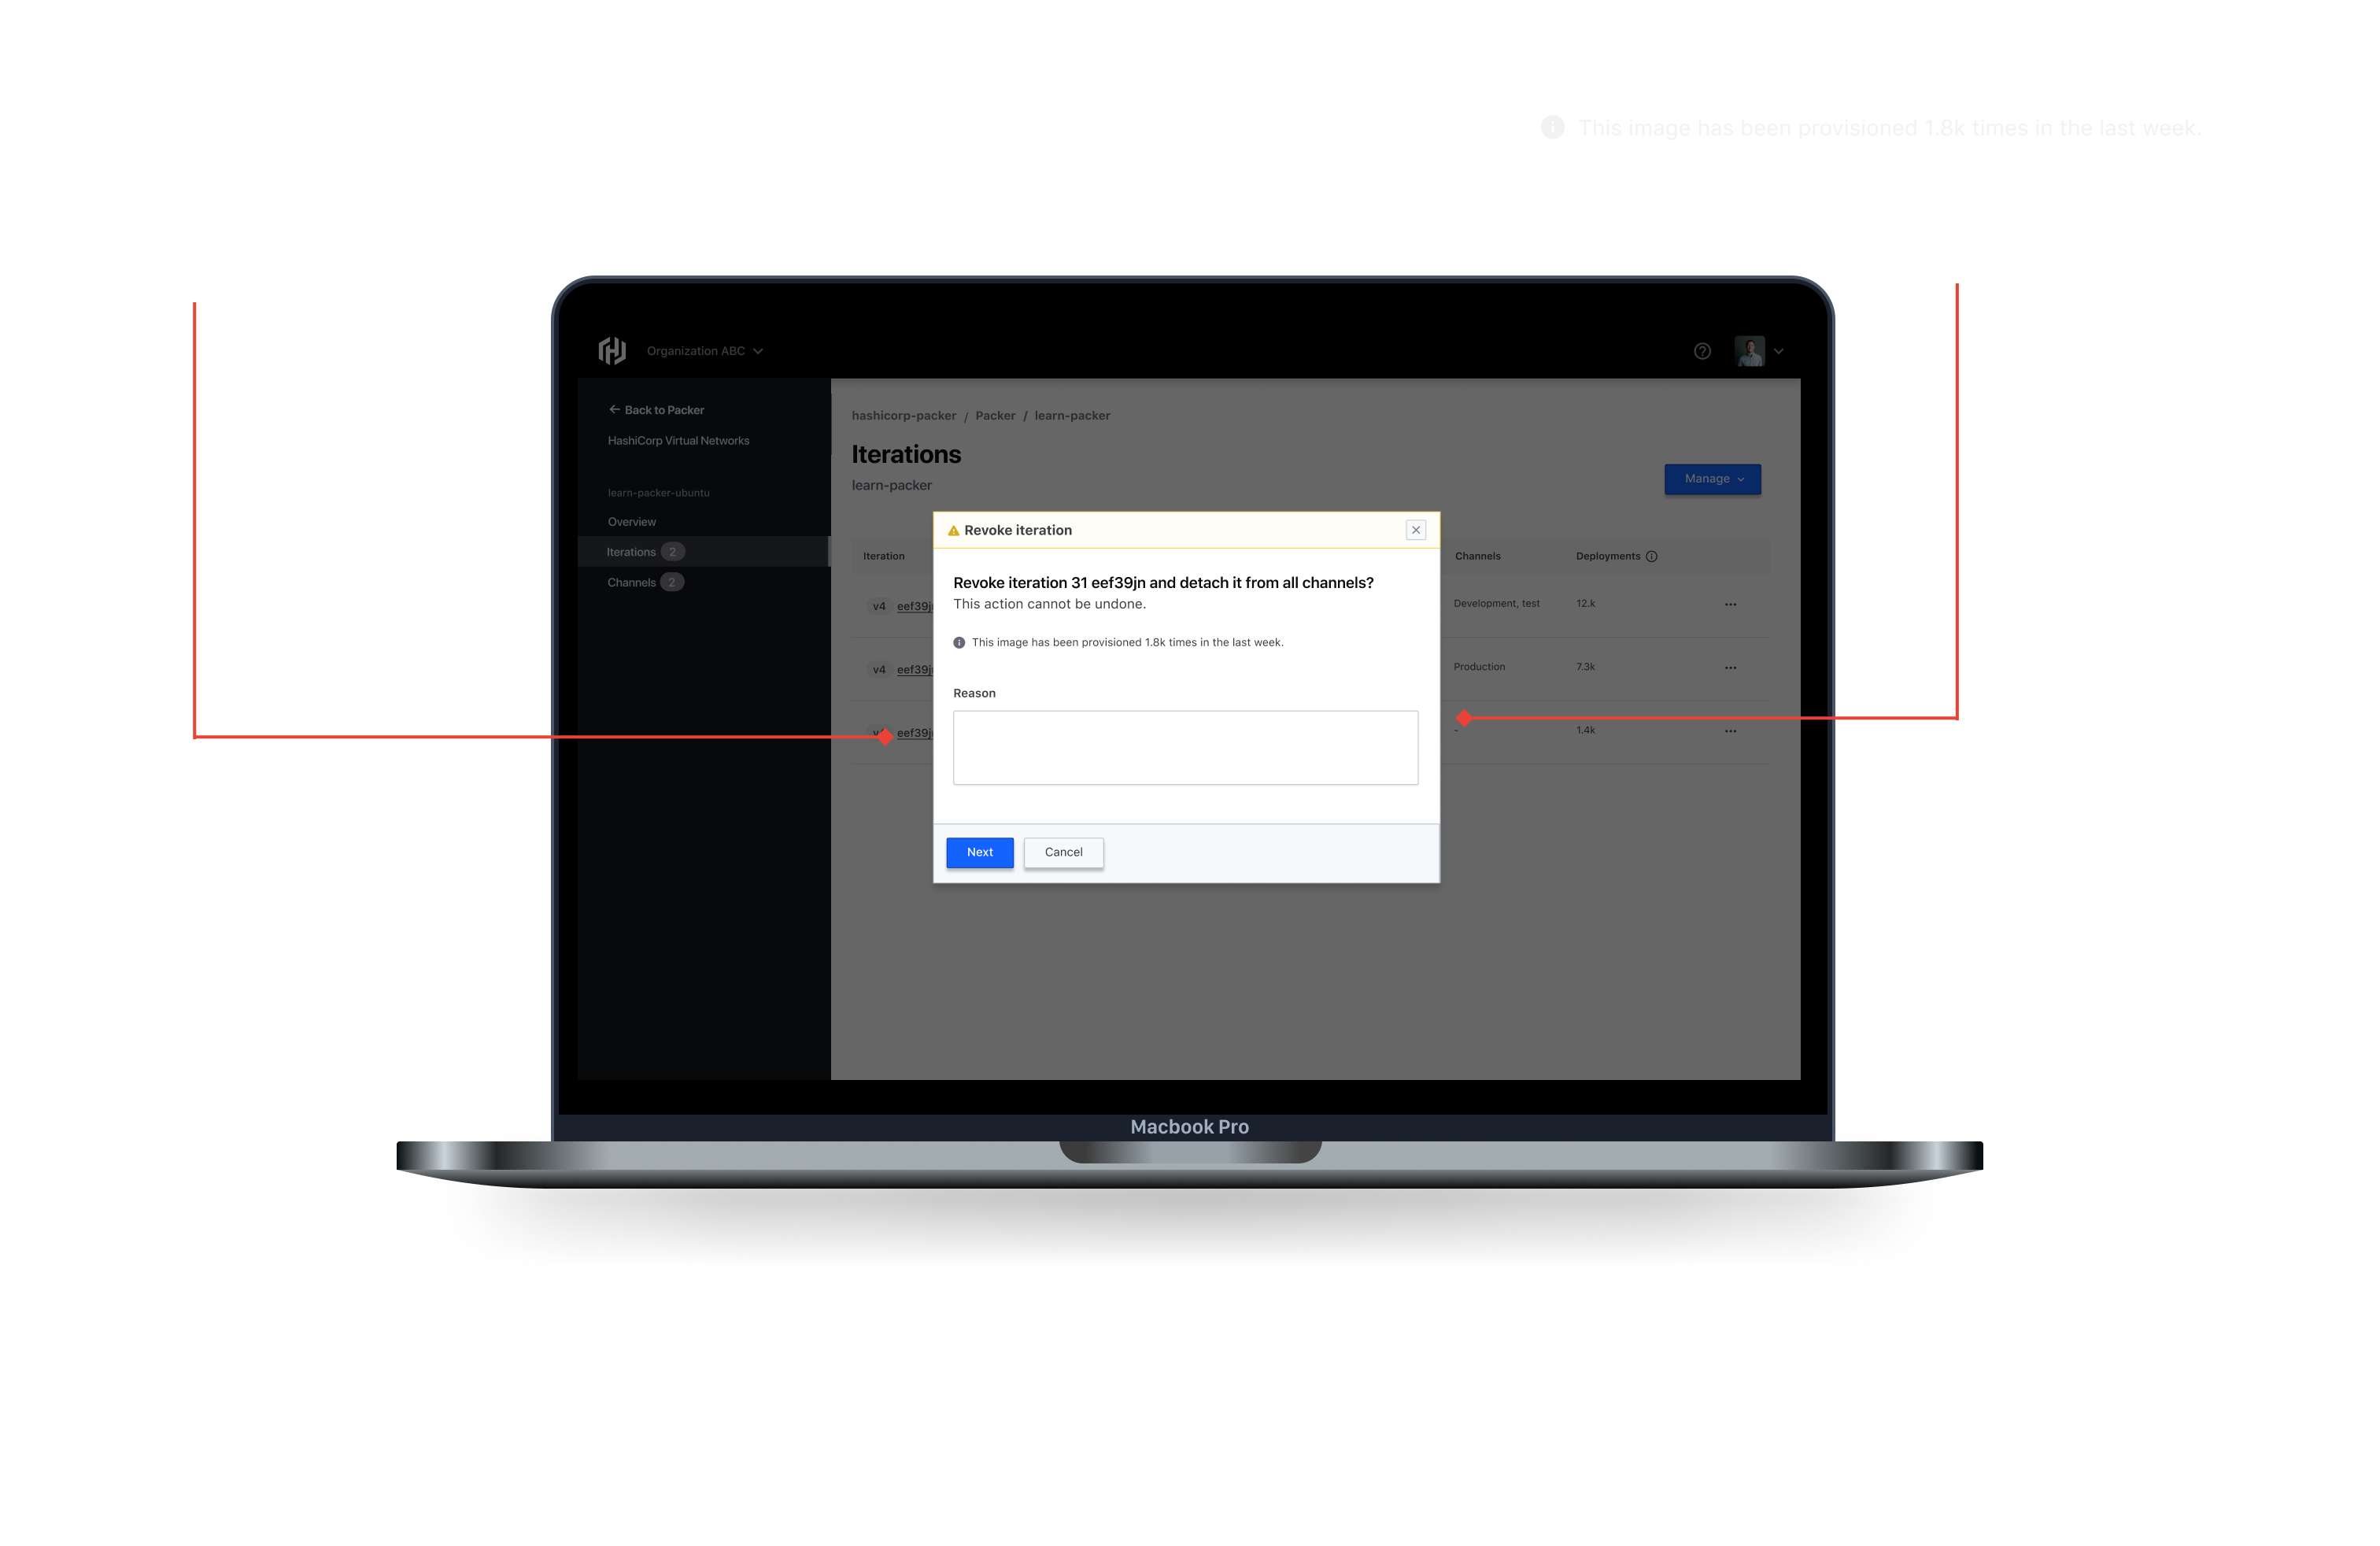 This image has been provisioned 1.8k times in the last week.
Organization ABC
Back to Packer
HashiCorp Virtual Networks
learn-packer-ubuntu
Overview
Iterations 2
Channels 2
hashicorp-packer / Packer / learn-packer
Iterations
learn-packer
Manage
Iteration Channels Deployments
v4 Development, test 12.k
v4 Production 7.3k
- 1.4k
Revoke iteration
Revoke iteration 31 eef39jn and detach it from all channels?
This action cannot be undone.
This image has been provisioned 1.8k times in the last week.
Reason
Next Cancel
Macbook Pro